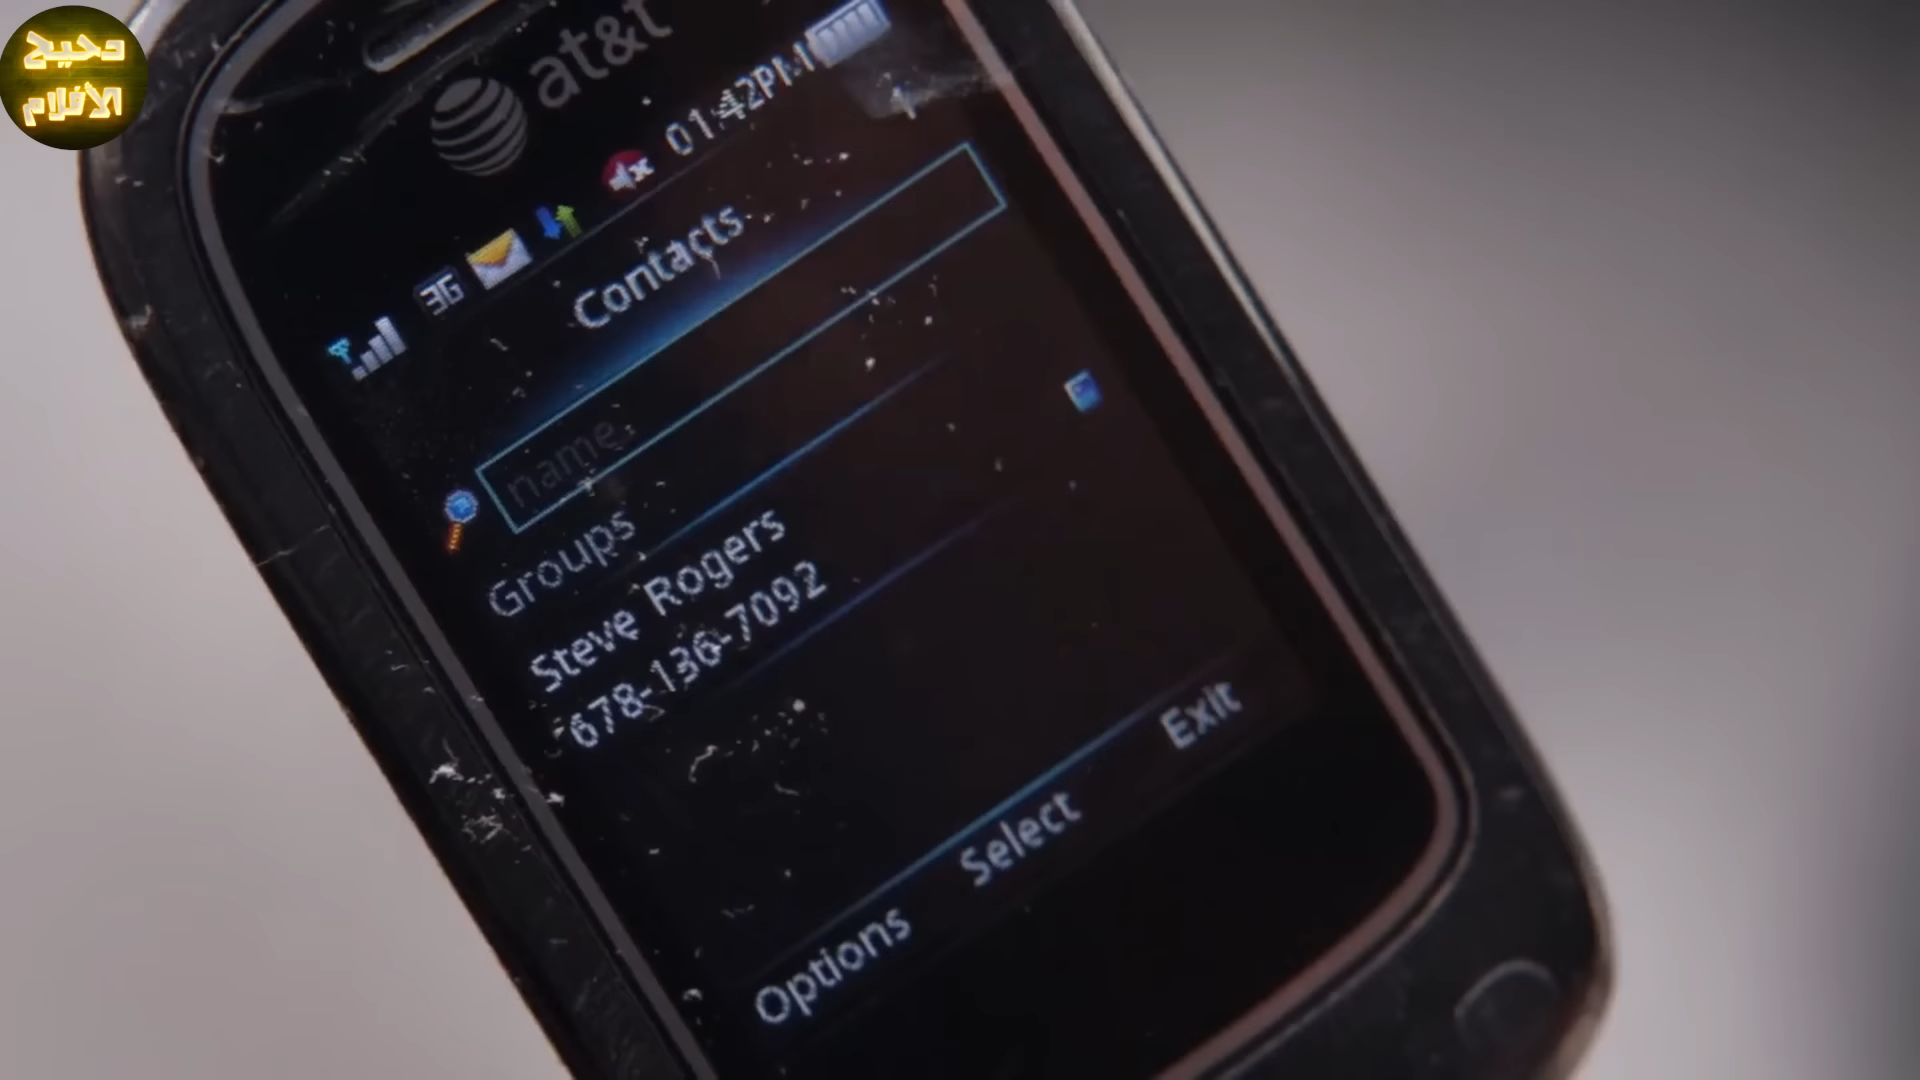 دحيح
الأفلام
at&t
3G
01:42PM
Contacts
name
Groups
Steve Rogers
678-136-7092
Options
Select
Exit